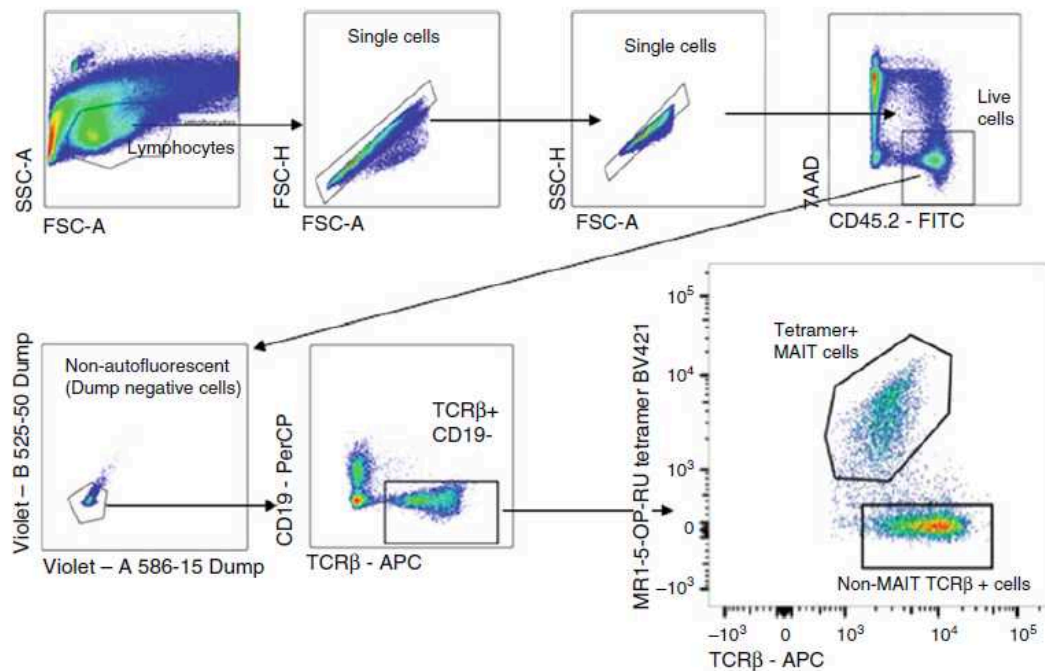 SSC-A
FSC-A
Lymphocytes
FSC-H
FSC-A
Single cells
SSC-H
FSC-A
Single cells
7AAD
CD45.2 - FITC
Live
cells
Violet – B 525-50 Dump
Violet – A 586-15 Dump
Non-autofluorescent
(Dump negative cells)
CD19 - PerCP
TCRβ - APC
TCRβ+
CD19-
MR1-5-OP-RU tetramer BV421
10^5
10^4
10^3
0
–10^3
Tetramer+
MAIT cells
Non-MAIT TCRβ + cells
–10^3
0
10^3
10^4
10^5
TCRβ - APC